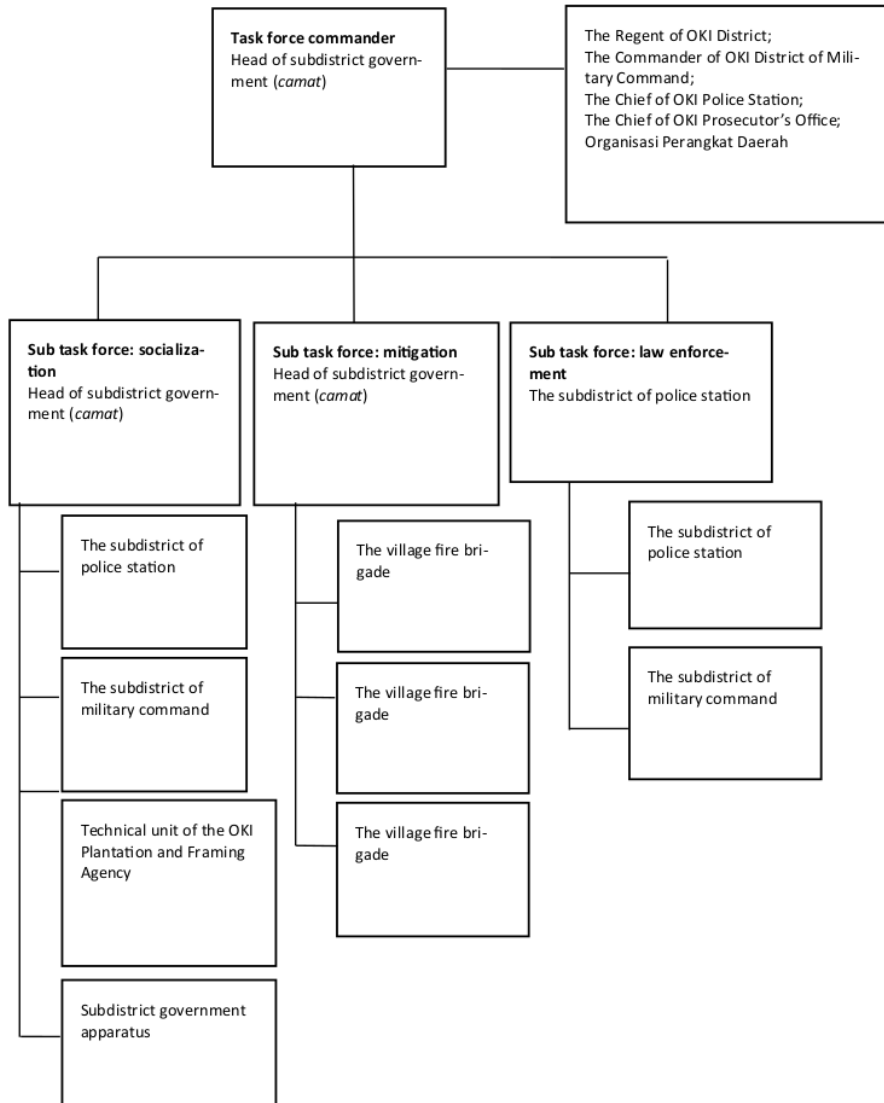 Task force commander
Head of subdistrict govern-
ment (camat)
The Regent of OKI District;
The Commander of OKI District of Mili-
tary Command;
The Chief of OKI Police Station;
The Chief of OKI Prosecutor's Office;
Organisasi Perangkat Daerah
Sub task force: socializa-
tion
Head of subdistrict govern-
ment (camat)
Sub task force: mitigation
Head of subdistrict govern-
ment (camat)
Sub task force: law enforce-
ment
The subdistrict of police station
The subdistrict of
police station
The subdistrict of
military command
Technical unit of the OKI
Plantation and Framing
Agency
Subdistrict government
apparatus
The village fire bri-
gade
The village fire bri-
gade
The village fire bri-
gade
The subdistrict of
police station
The subdistrict of
military command